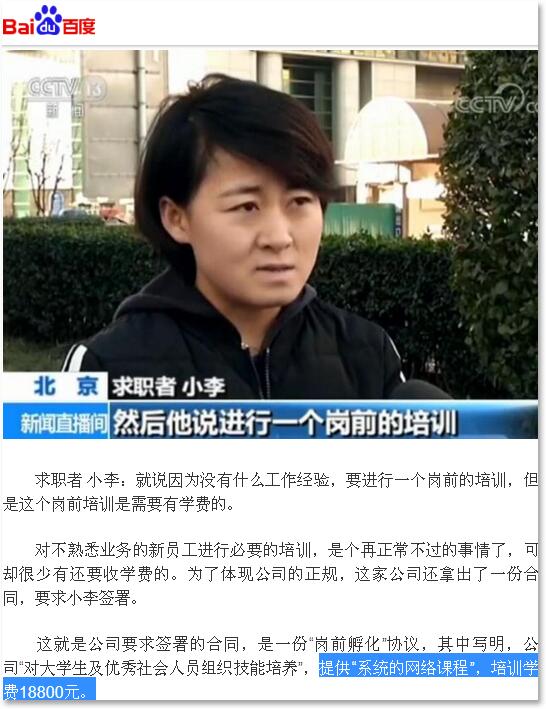 Bai du 百度
CCTV 13
新闻
CCTV.co
北 京 求职者 小李
新闻直播间 然后他说进行一个岗前的培训
求职者 小李：就说因为没有什么工作经验，要进行一个岗前的培训，但
是这个岗前培训是需要有学费的。
对不熟悉业务的新员工进行必要的培训，是个再正常不过的事情了，可
却很少有还要收学费的。为了体现公司的正规，这家公司还拿出了一份合
同，要求小李签署。
这就是公司要求签署的合同，是一份“岗前孵化”协议，其中写明，公
司“对大学生及优秀社会人员组织技能培养”，提供“系统的网络课程”，培训学
费18800元。